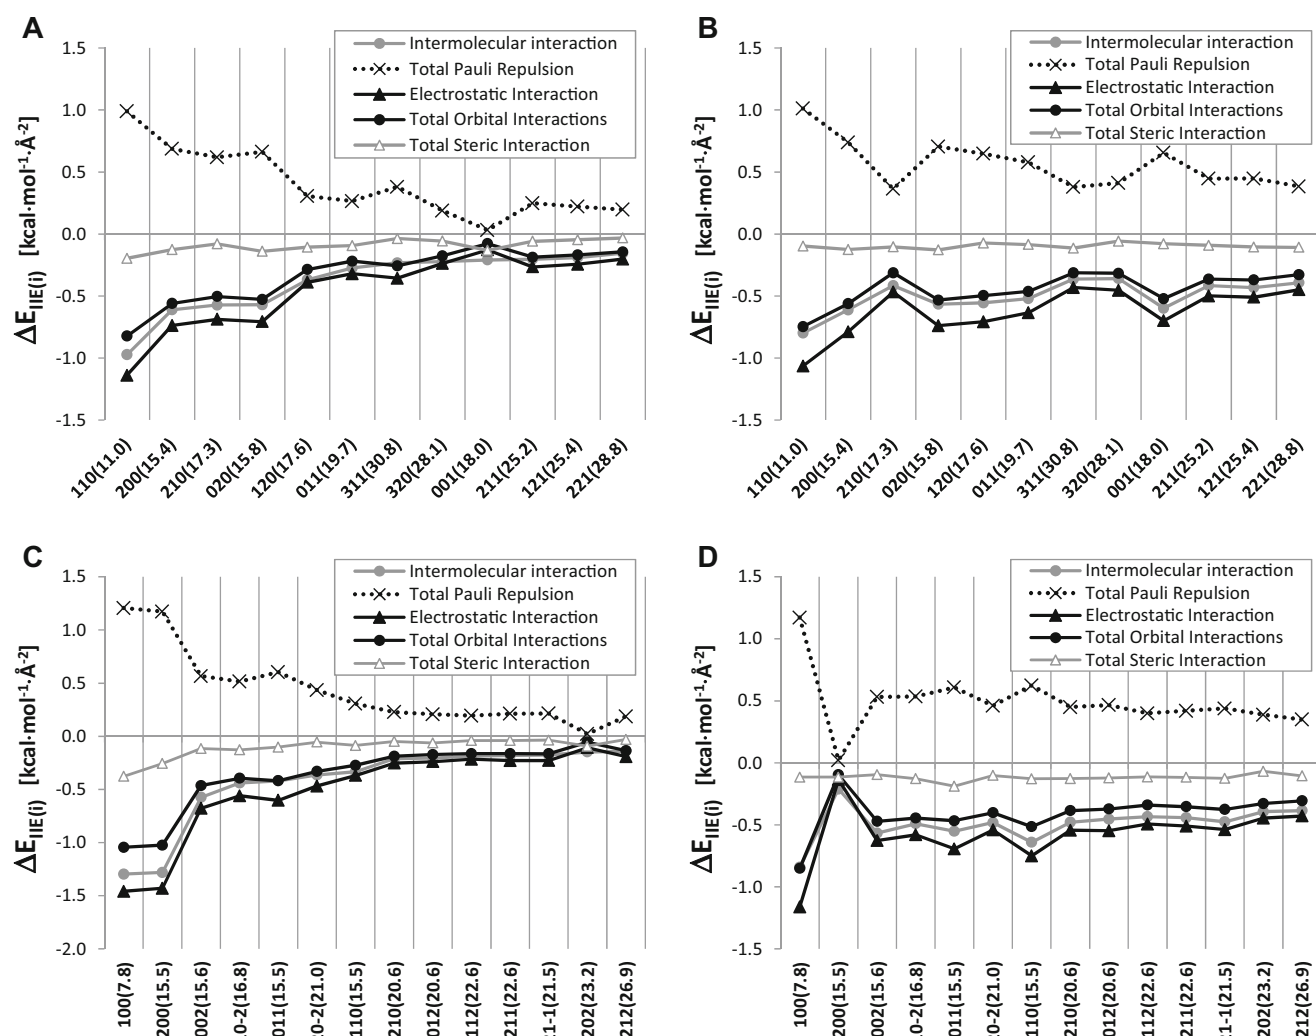 A
ΔE_IIE(i) [kcal·mol⁻¹·Å⁻²]
1.5
1.0
0.5
0.0
-0.5
-1.0
-1.5
Intermolecular interaction
Total Pauli Repulsion
Electrostatic Interaction
Total Orbital Interactions
Total Steric Interaction
110(11.0)
200(15.4)
210(17.3)
020(15.8)
120(17.6)
011(19.7)
311(30.8)
320(28.1)
001(18.0)
211(25.2)
121(25.4)
221(28.8)
B
ΔE_IIE(i) [kcal·mol⁻¹·Å⁻²]
1.5
1.0
0.5
0.0
-0.5
-1.0
-1.5
Intermolecular interaction
Total Pauli Repulsion
Electrostatic Interaction
Total Orbital Interactions
Total Steric Interaction
110(11.0)
200(15.4)
210(17.3)
020(15.8)
120(17.6)
011(19.7)
311(30.8)
320(28.1)
001(18.0)
211(25.2)
121(25.4)
221(28.8)
C
ΔE_IIE(i) [kcal·mol⁻¹·Å⁻²]
1.5
1.0
0.5
0.0
-0.5
-1.0
-1.5
-2.0
Intermolecular interaction
Total Pauli Repulsion
Electrostatic Interaction
Total Orbital Interactions
Total Steric Interaction
100(7.8)
200(15.5)
002(15.6)
10-2(16.8)
011(15.5)
10-2(21.0)
110(15.5)
210(20.6)
012(20.6)
112(22.6)
211(22.6)
11-1(21.5)
202(23.2)
212(26.9)
D
ΔE_IIE(i) [kcal·mol⁻¹·Å⁻²]
1.5
1.0
0.5
0.0
-0.5
-1.0
-1.5
Intermolecular interaction
Total Pauli Repulsion
Electrostatic Interaction
Total Orbital Interactions
Total Steric Interaction
100(7.8)
200(15.5)
002(15.6)
10-2(16.8)
011(15.5)
10-2(21.0)
110(15.5)
210(20.6)
012(20.6)
112(22.6)
211(22.6)
11-1(21.5)
202(23.2)
212(26.9)